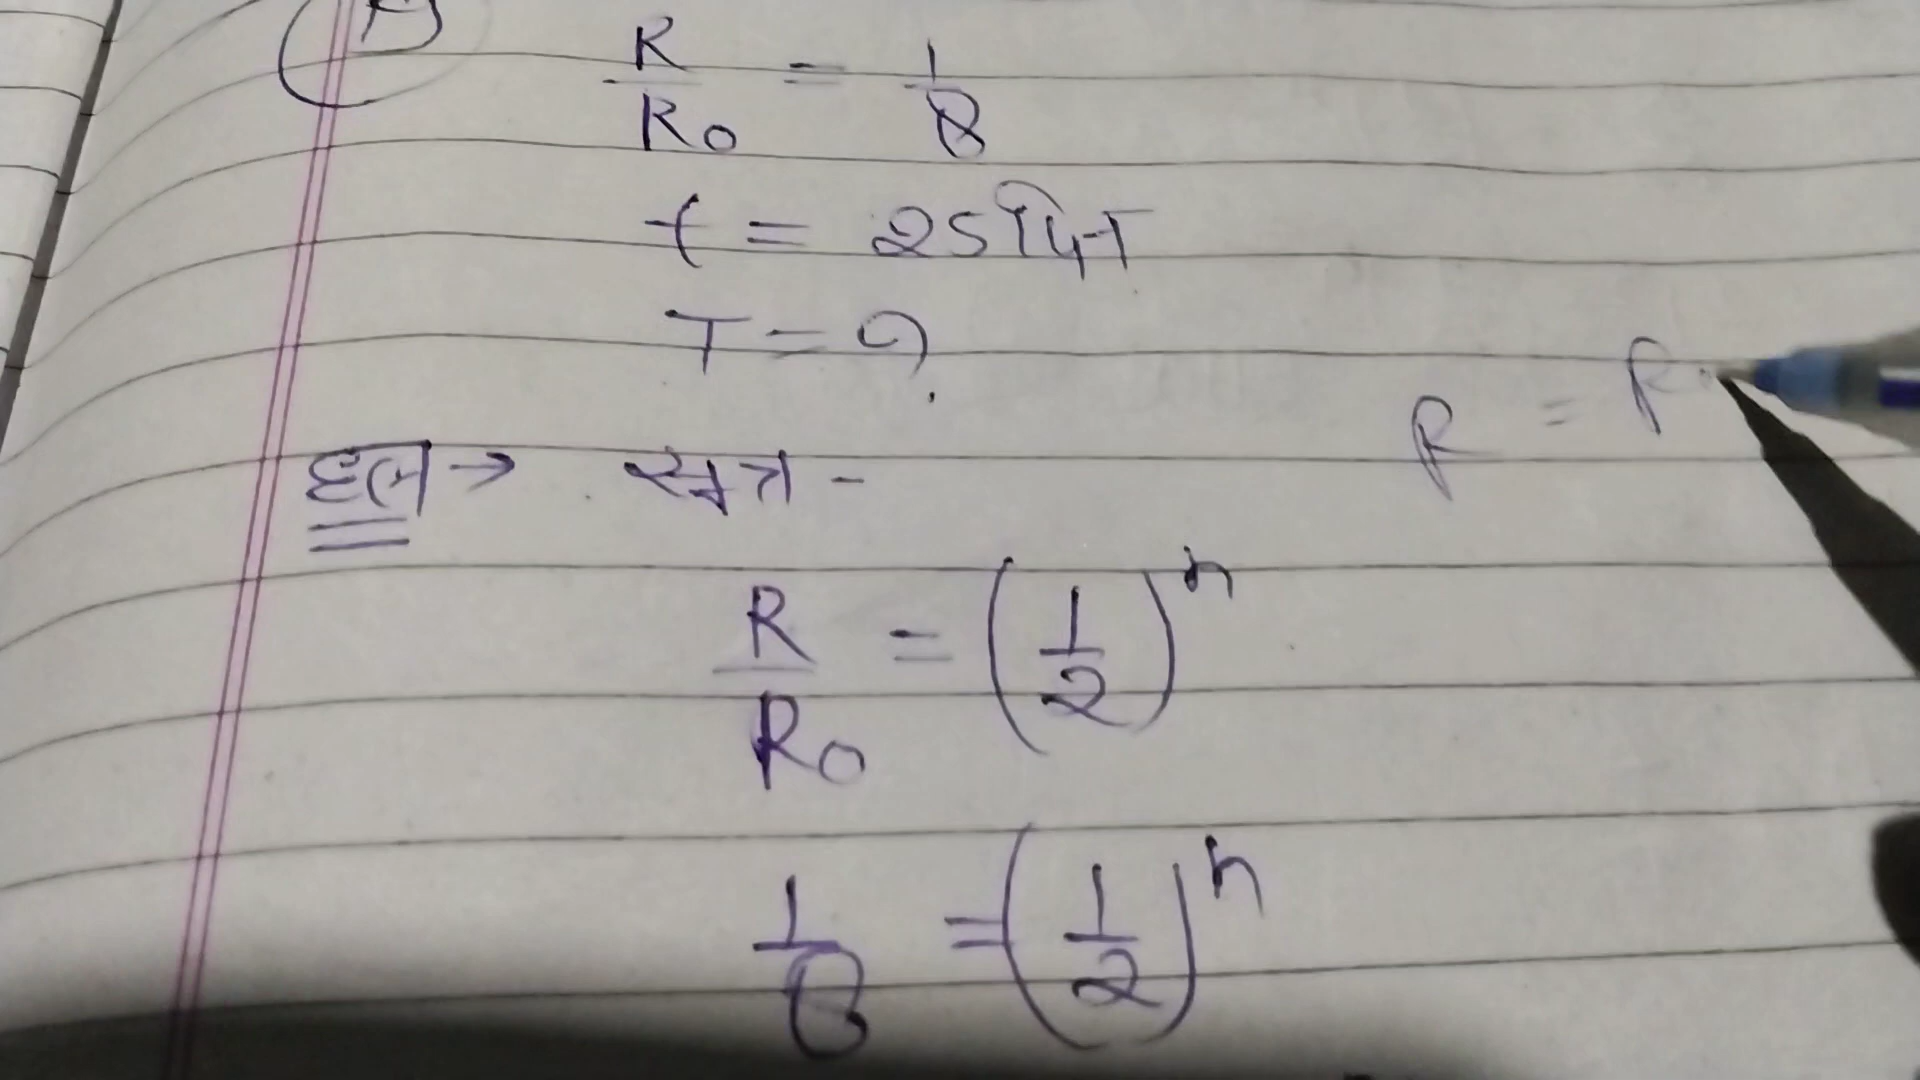 R/R₀ = 1/8
t = 25
T = ?
R = R
हल → सूत्र -
R/R₀ = (1/2)ⁿ
1/8 = (1/2)ⁿ